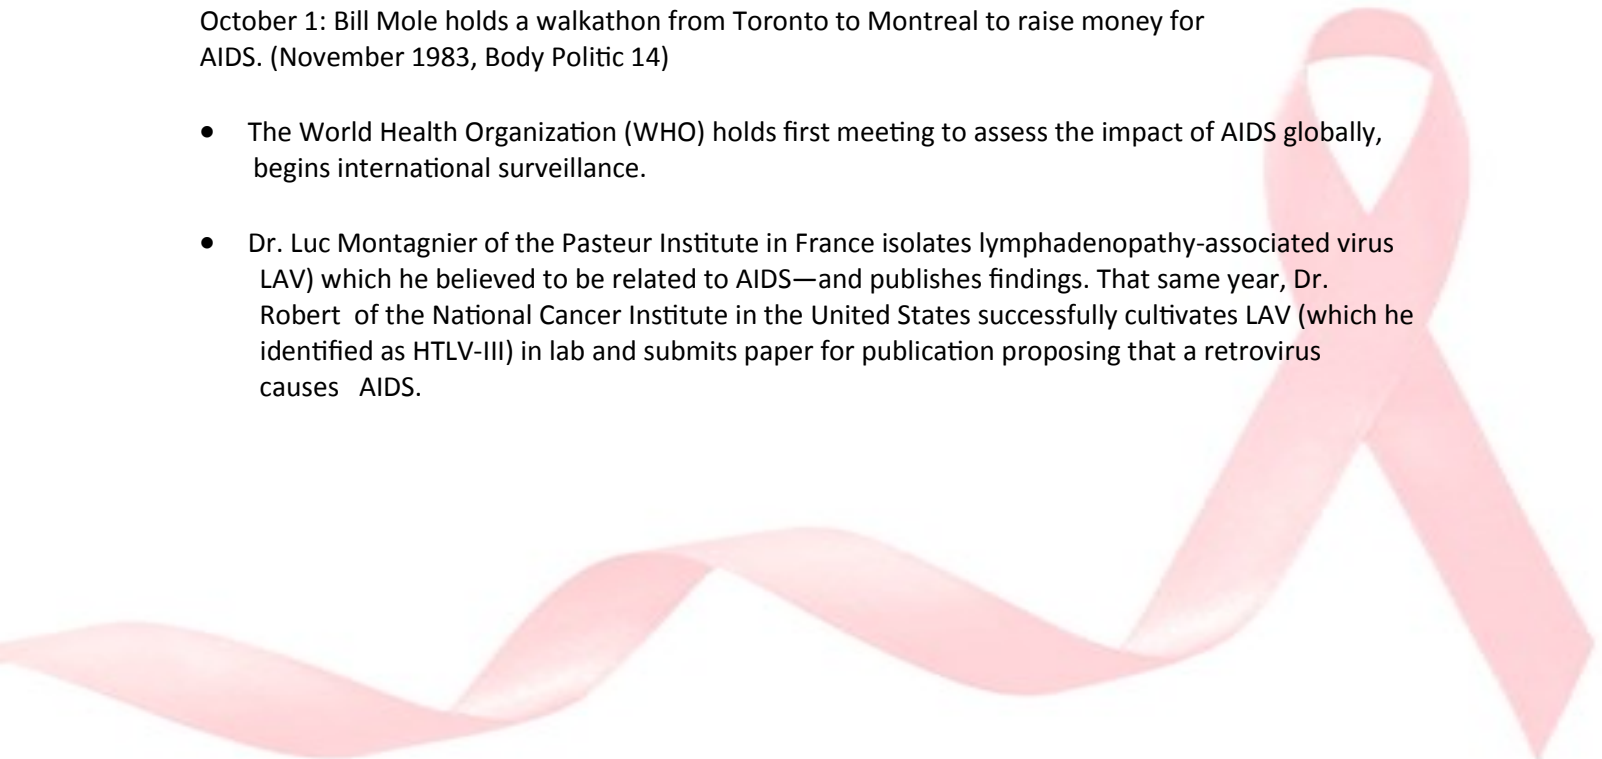 October 1: Bill Mole holds a walkathon from Toronto to Montreal to raise money for
AIDS. (November 1983, Body Politic 14)
• The World Health Organization (WHO) holds first meeting to assess the impact of AIDS globally,
begins international surveillance.
• Dr. Luc Montagnier of the Pasteur Institute in France isolates lymphadenopathy-associated virus
LAV) which he believed to be related to AIDS—and publishes findings. That same year, Dr.
Robert  of the National Cancer Institute in the United States successfully cultivates LAV (which he
identified as HTLV-III) in lab and submits paper for publication proposing that a retrovirus
causes   AIDS.